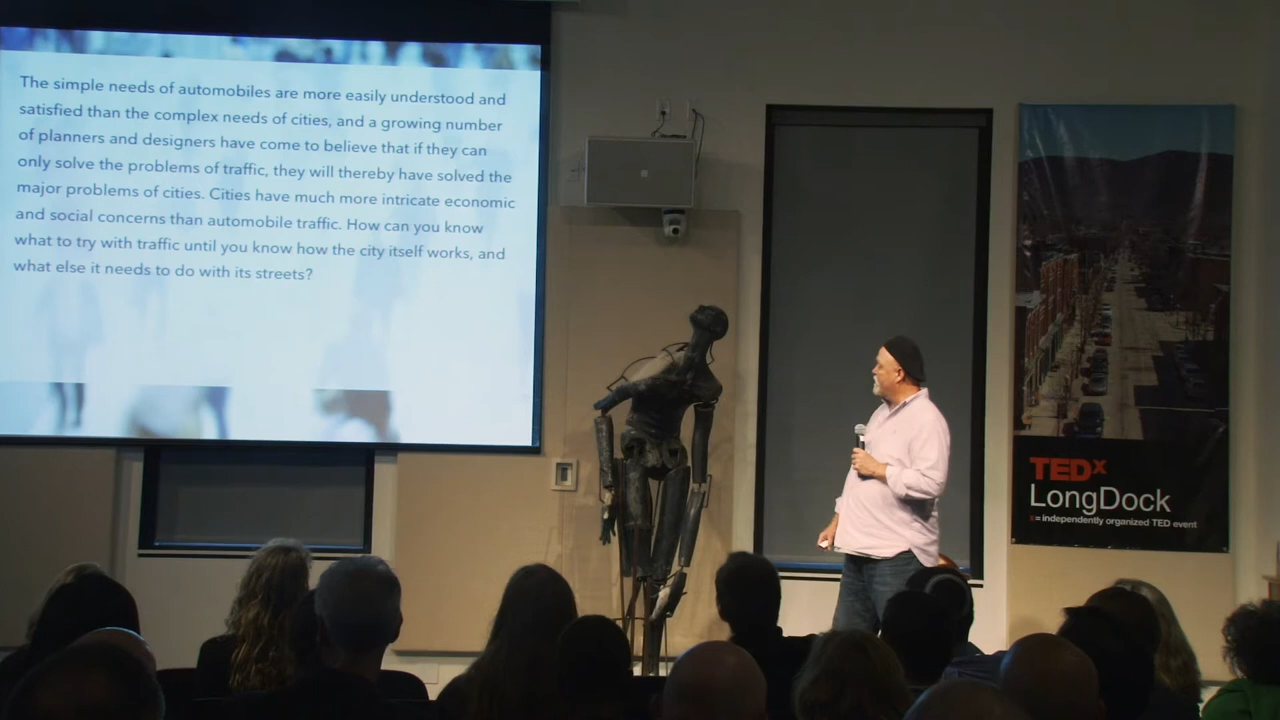 The simple needs of automobiles are more easily understood and
satisfied than the complex needs of cities, and a growing number
of planners and designers have come to believe that if they can
only solve the problems of traffic, they will thereby have solved the
major problems of cities. Cities have much more intricate economic
and social concerns than automobile traffic. How can you know
what to try with traffic until you know how the city itself works, and
what else it needs to do with its streets?
TEDx
LongDock
x = independently organized TED event